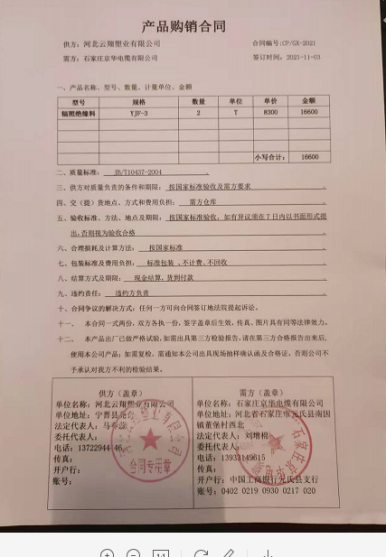 产品购销合同
供方：河北云翔塑业有限公司 合同编号:CP/GX-2021
需方：石家庄京华电缆有限公司 签订时间：2021-11-03
一、产品名称、型号、数量、计量单位、金额
型号 规格 数量 单位 单价 金额
辐照绝缘料 YJF-3 2 T 8300 16600
小写合计： 16600
二、质量标准：JB/T10437-2004。
三、供方对质量负责的条件和期限：按国家标准验收及需方要求
四、交（提）货地点、方式和费用负担：需方仓库
五、验收标准、方法、地点及期限：按国家标准验收，如有异议须在7日内以书面形式提
出，否则视为验收合格
六、合理损耗及计算方法：按国家标准
七、包装标准及费用负担：标准包装，不计费，不回收
八、结算方式及期限：现金结算，货到付款
九、违约责任：违约方负责
十、合同争议的解决方式：任何一方可向合同签订地法院提起诉讼。
十一、本合同一式两份，双方各执一份，签字盖章后生效，传真、图片具有同等法律效力。
十二、本产品出厂已做严格试验，如需出具第三方检验报告，请在第三方合格报告出来后，
使用本公司产品；如需复检，需通知本公司出具现场抽样确认函及合格证，否则公司不
予承认对我方不利的检验结果。
供方（盖章）
单位名称：河北云翔塑业有限公司
单位地址：宁晋县
法定代表人：马
委托代表人：
电话：13722944
传真：
开户行：
账号：
合同专用章
需方（盖章）
单位名称：石家庄京华电缆有限公司
单位地址：河北省石家庄市元氏县南因
镇董堡村西北
法定代表人：刘增棉
委托代理人：
电话：13932149615
传真：
开户行：中国工商银行元氏县支行
账号：0402 0219 0930 0217 020